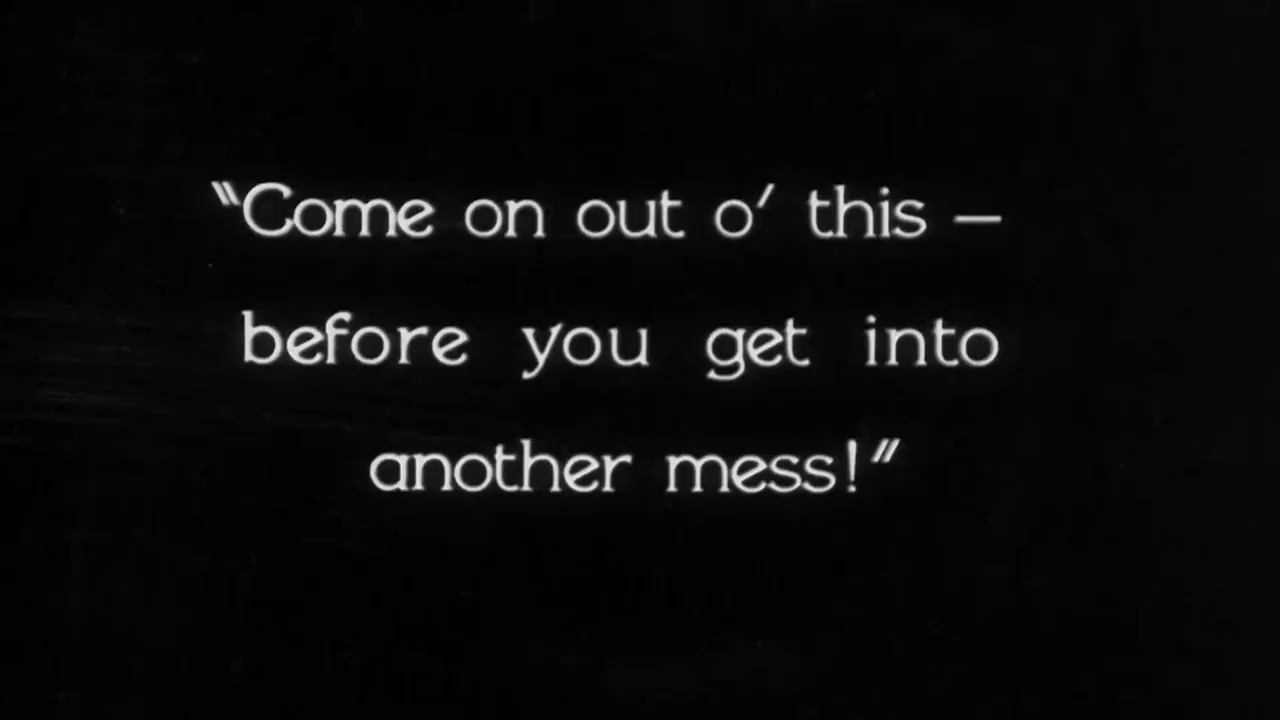 “Come on out o’ this —
before you get into
another mess!”